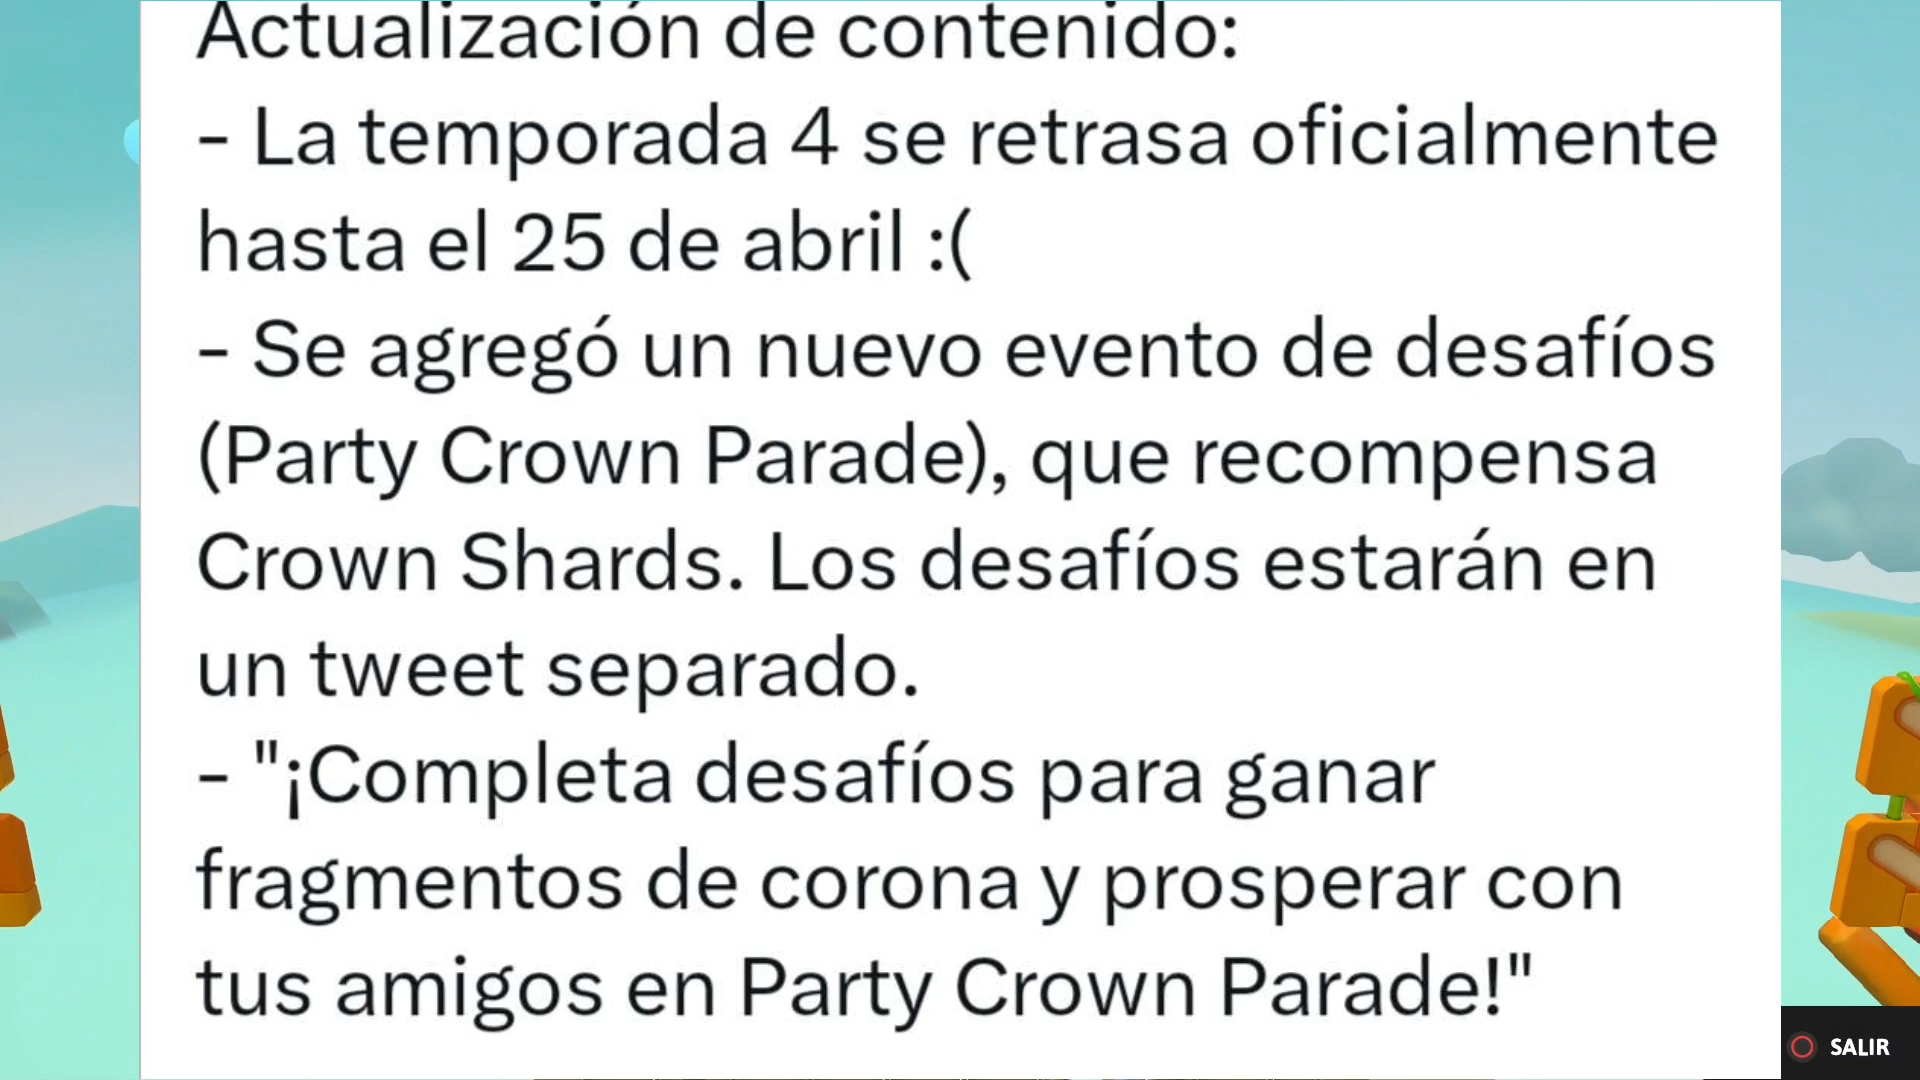 Actualización de contenido:
- La temporada 4 se retrasa oficialmente
hasta el 25 de abril :(
- Se agregó un nuevo evento de desafíos
(Party Crown Parade), que recompensa
Crown Shards. Los desafíos estarán en
un tweet separado.
- "¡Completa desafíos para ganar
fragmentos de corona y prosperar con
tus amigos en Party Crown Parade!"
SALIR